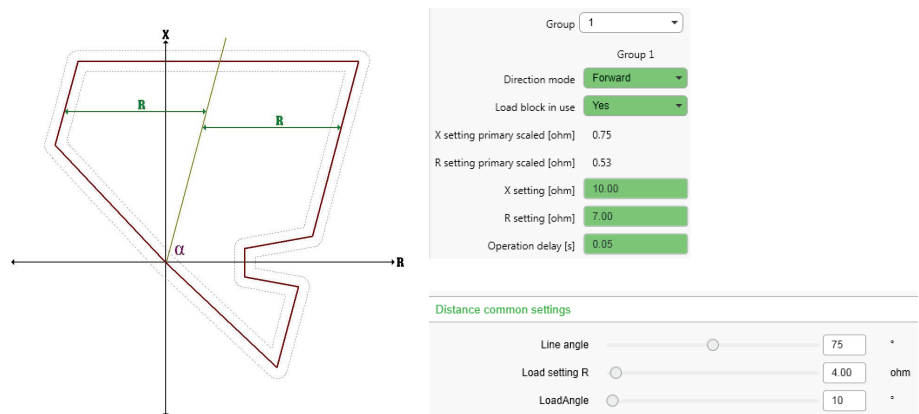 X
R
R
α
R
Group 1
Group 1
Direction mode Forward
Load block in use Yes
X setting primary scaled [ohm] 0.75
R setting primary scaled [ohm] 0.53
X setting [ohm] 10.00
R setting [ohm] 7.00
Operation delay [s] 0.05
Distance common settings
Line angle 75 °
Load setting R 4.00 ohm
LoadAngle 10 °